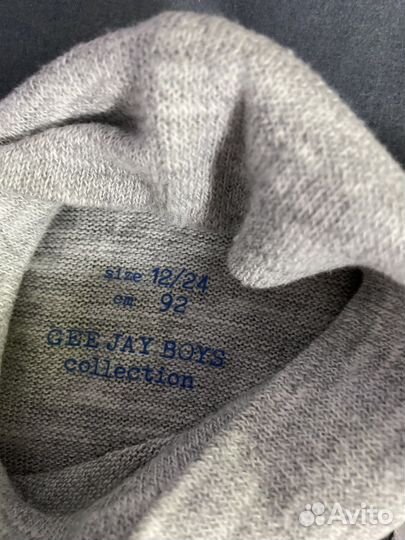 size 12/24
cm 92
GEE JAY BOYS
collection
Avito